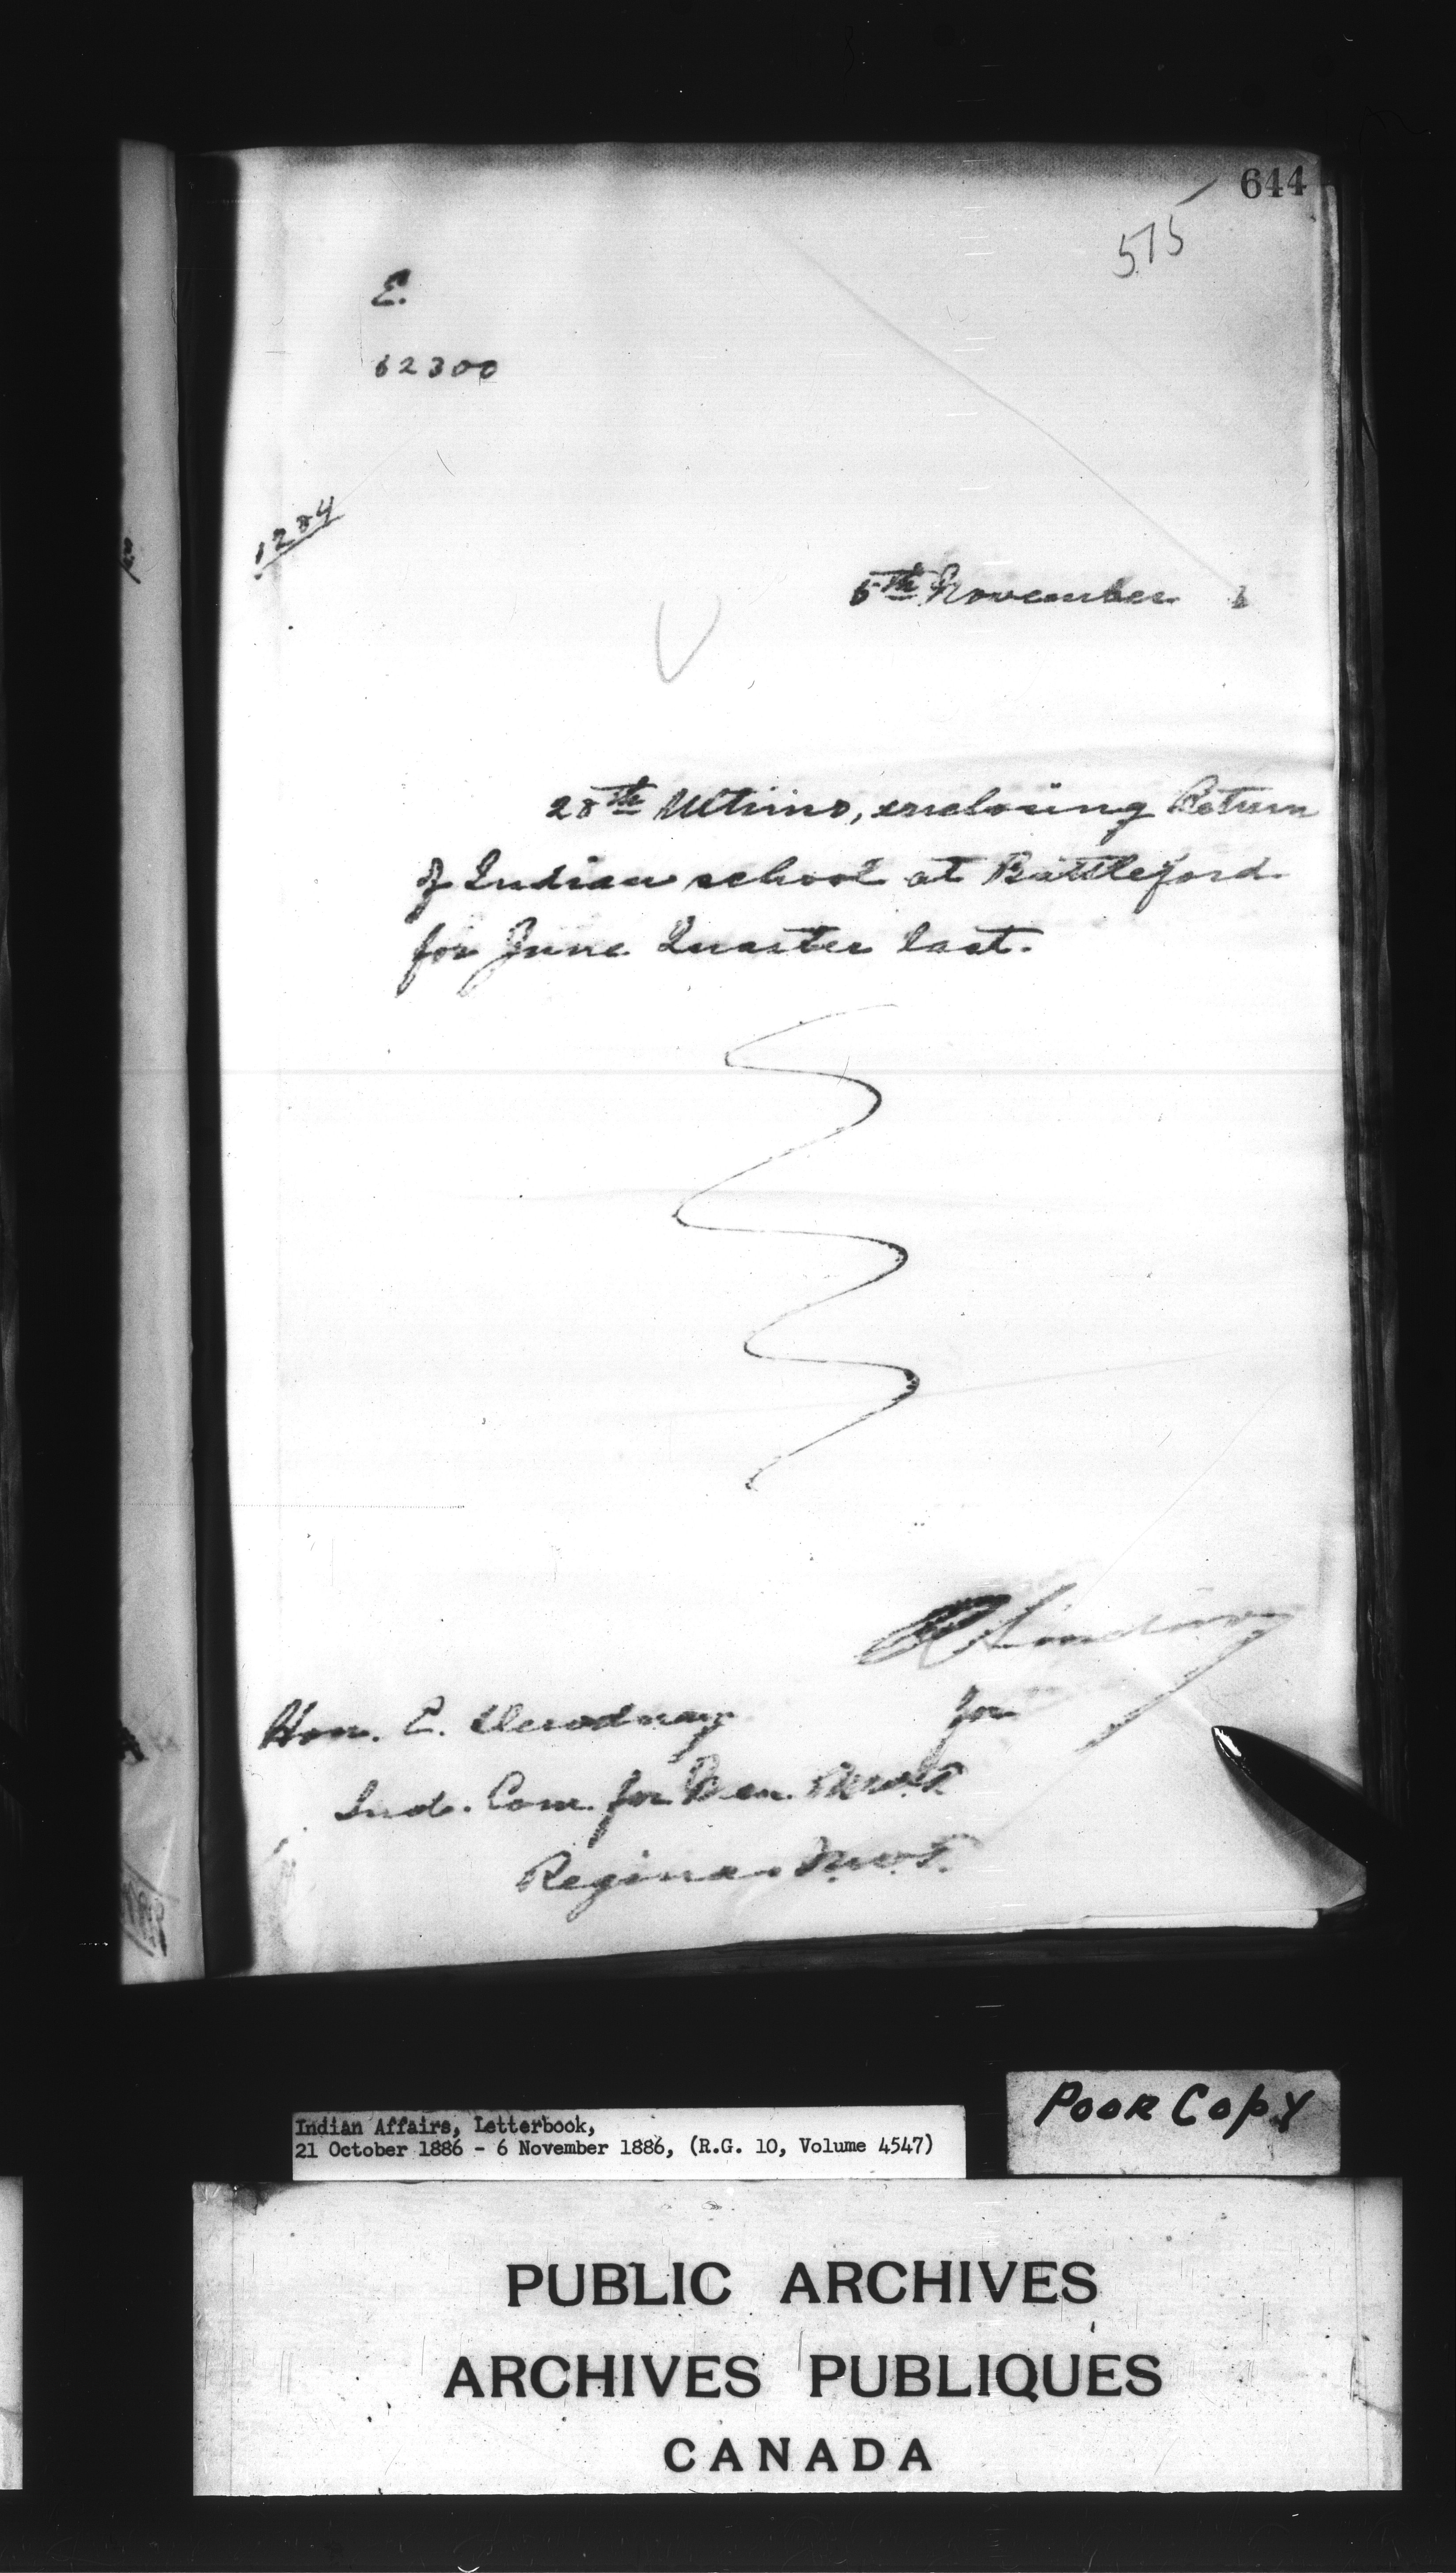 644
575
E.
62300
1284
5th November 6
28th Ultimo, enclosing Return
of Indian school at Battleford
for June Quarter last.
for
Hon. E. Dewdney
Ind. Com. for Man. & N.W.T.
Regina N.W.T.
POOR COPY
Indian Affairs, Letterbook,
21 October 1886 - 6 November 1886, (R.G. 10, Volume 4547)
PUBLIC ARCHIVES
ARCHIVES PUBLIQUES
CANADA